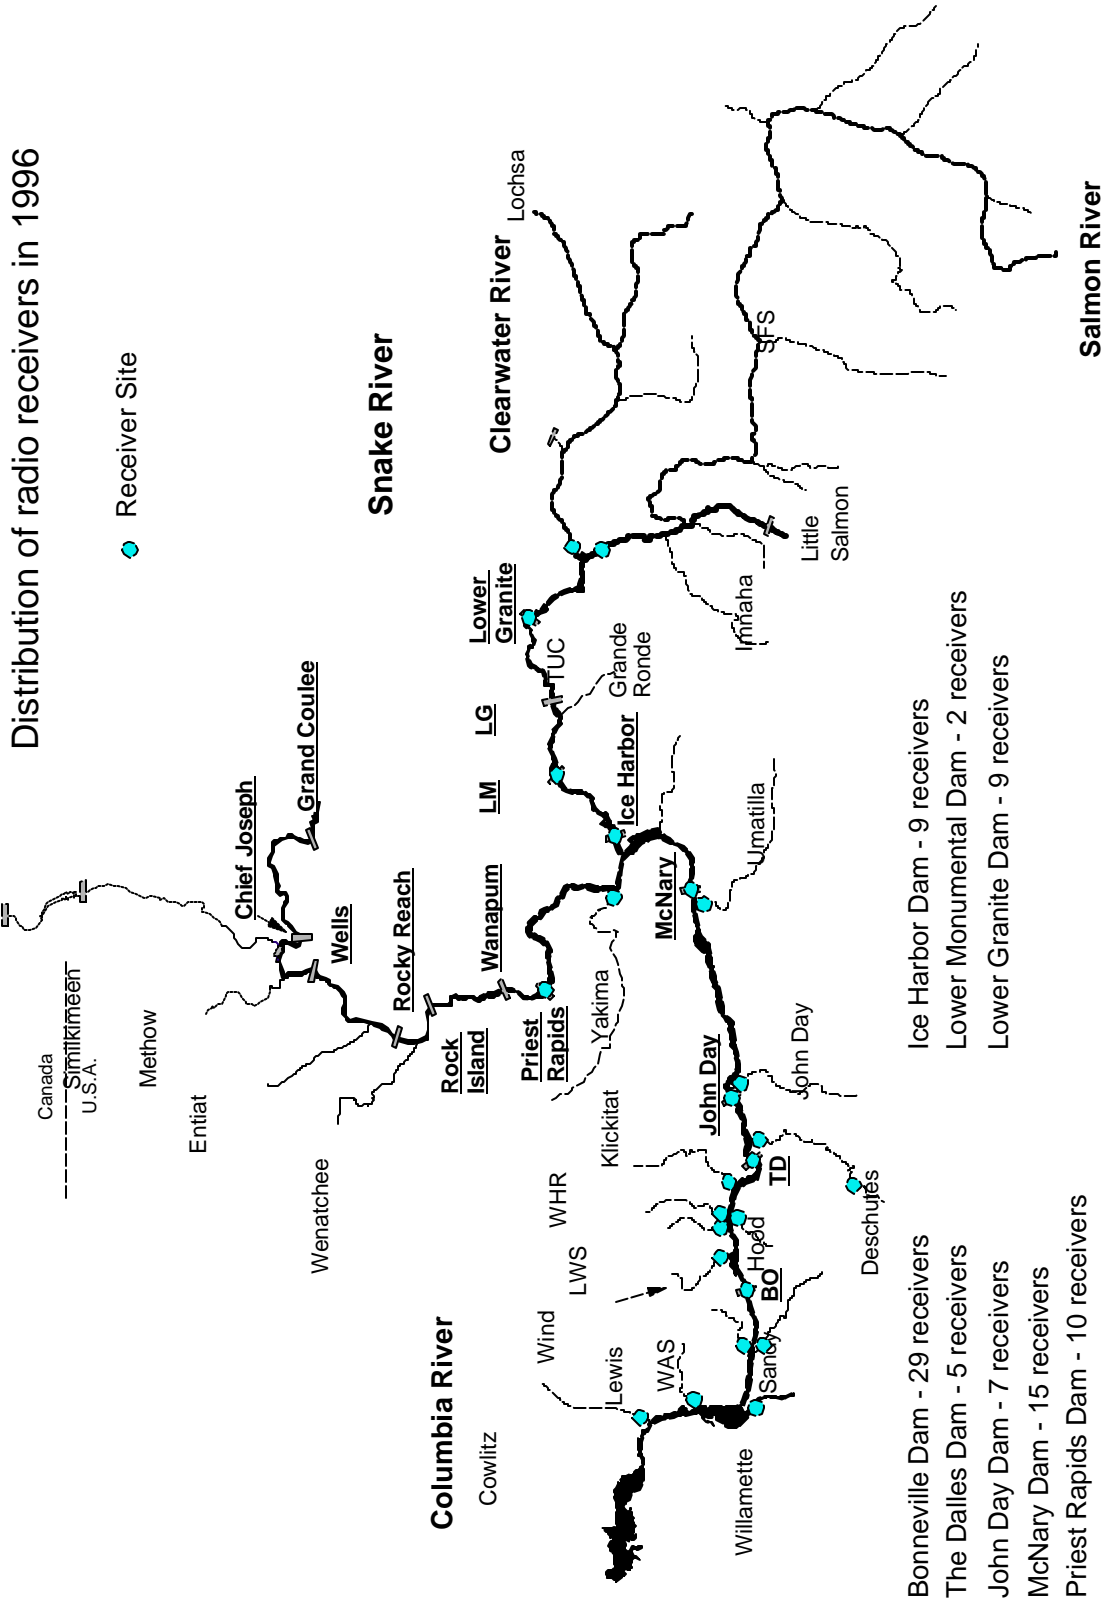 Distribution of radio receivers in 1996
Receiver Site
Canada
Similkimeen
U.S.A.
Methow
Entiat
Wenatchee
Chief Joseph
Grand Coulee
Wells
Rocky Reach
Rock
Island
Wanapum
Priest
Rapids
Yakima
Snake River
Clearwater River
Lochsa
Lower
Granite
LG
LM
TUC
Grande
Ronde
Ice Harbor
McNary
Umatilla
Imnaha
Little
Salmon
SFS
Salmon River
Columbia River
Cowlitz
Wind
Lewis
LWS
WAS
WHR
Klickitat
John Day
John Day
TD
Deschutes
Hood
BO
Sandy
Willamette
Bonneville Dam - 29 receivers
The Dalles Dam - 5 receivers
John Day Dam - 7 receivers
McNary Dam - 15 receivers
Priest Rapids Dam - 10 receivers
Ice Harbor Dam - 9 receivers
Lower Monumental Dam - 2 receivers
Lower Granite Dam - 9 receivers